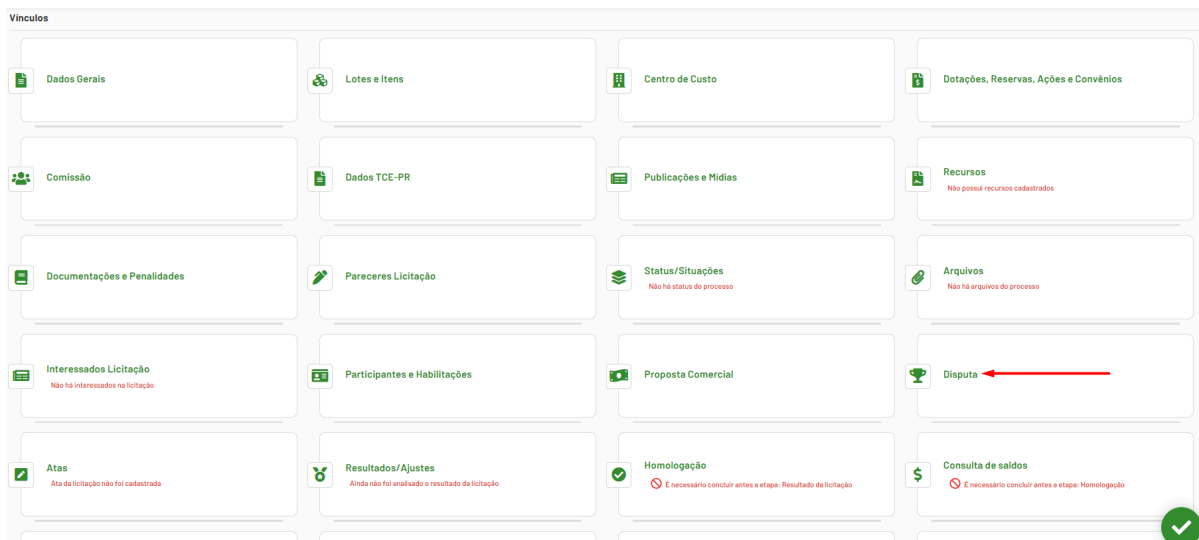 Vínculos
Dados Gerais
Lotes e Itens
Centro de Custo
Dotações, Reservas, Ações e Convênios
Comissão
Dados TCE-PR
Publicações e Mídias
Recursos
Não possui recursos cadastrados
Documentações e Penalidades
Pareceres Licitação
Status/Situações
Não há status do processo
Arquivos
Não há arquivos do processo
Interessados Licitação
Não há interessados na licitação
Participantes e Habilitações
Proposta Comercial
Disputa
Atas
Ata da licitação não foi cadastrada
Resultados/Ajustes
Ainda não foi analisado o resultado da licitação
Homologação
É necessário concluir antes a etapa: Resultado da licitação
Consulta de saldos
É necessário concluir antes a etapa: Homologação